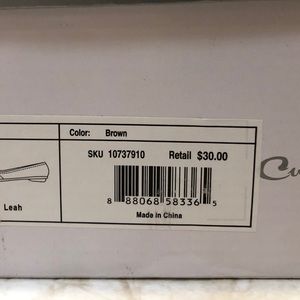 Color: Brown
SKU 10737910 Retail $30.00
Leah
8 88068 58336 5
Made in China